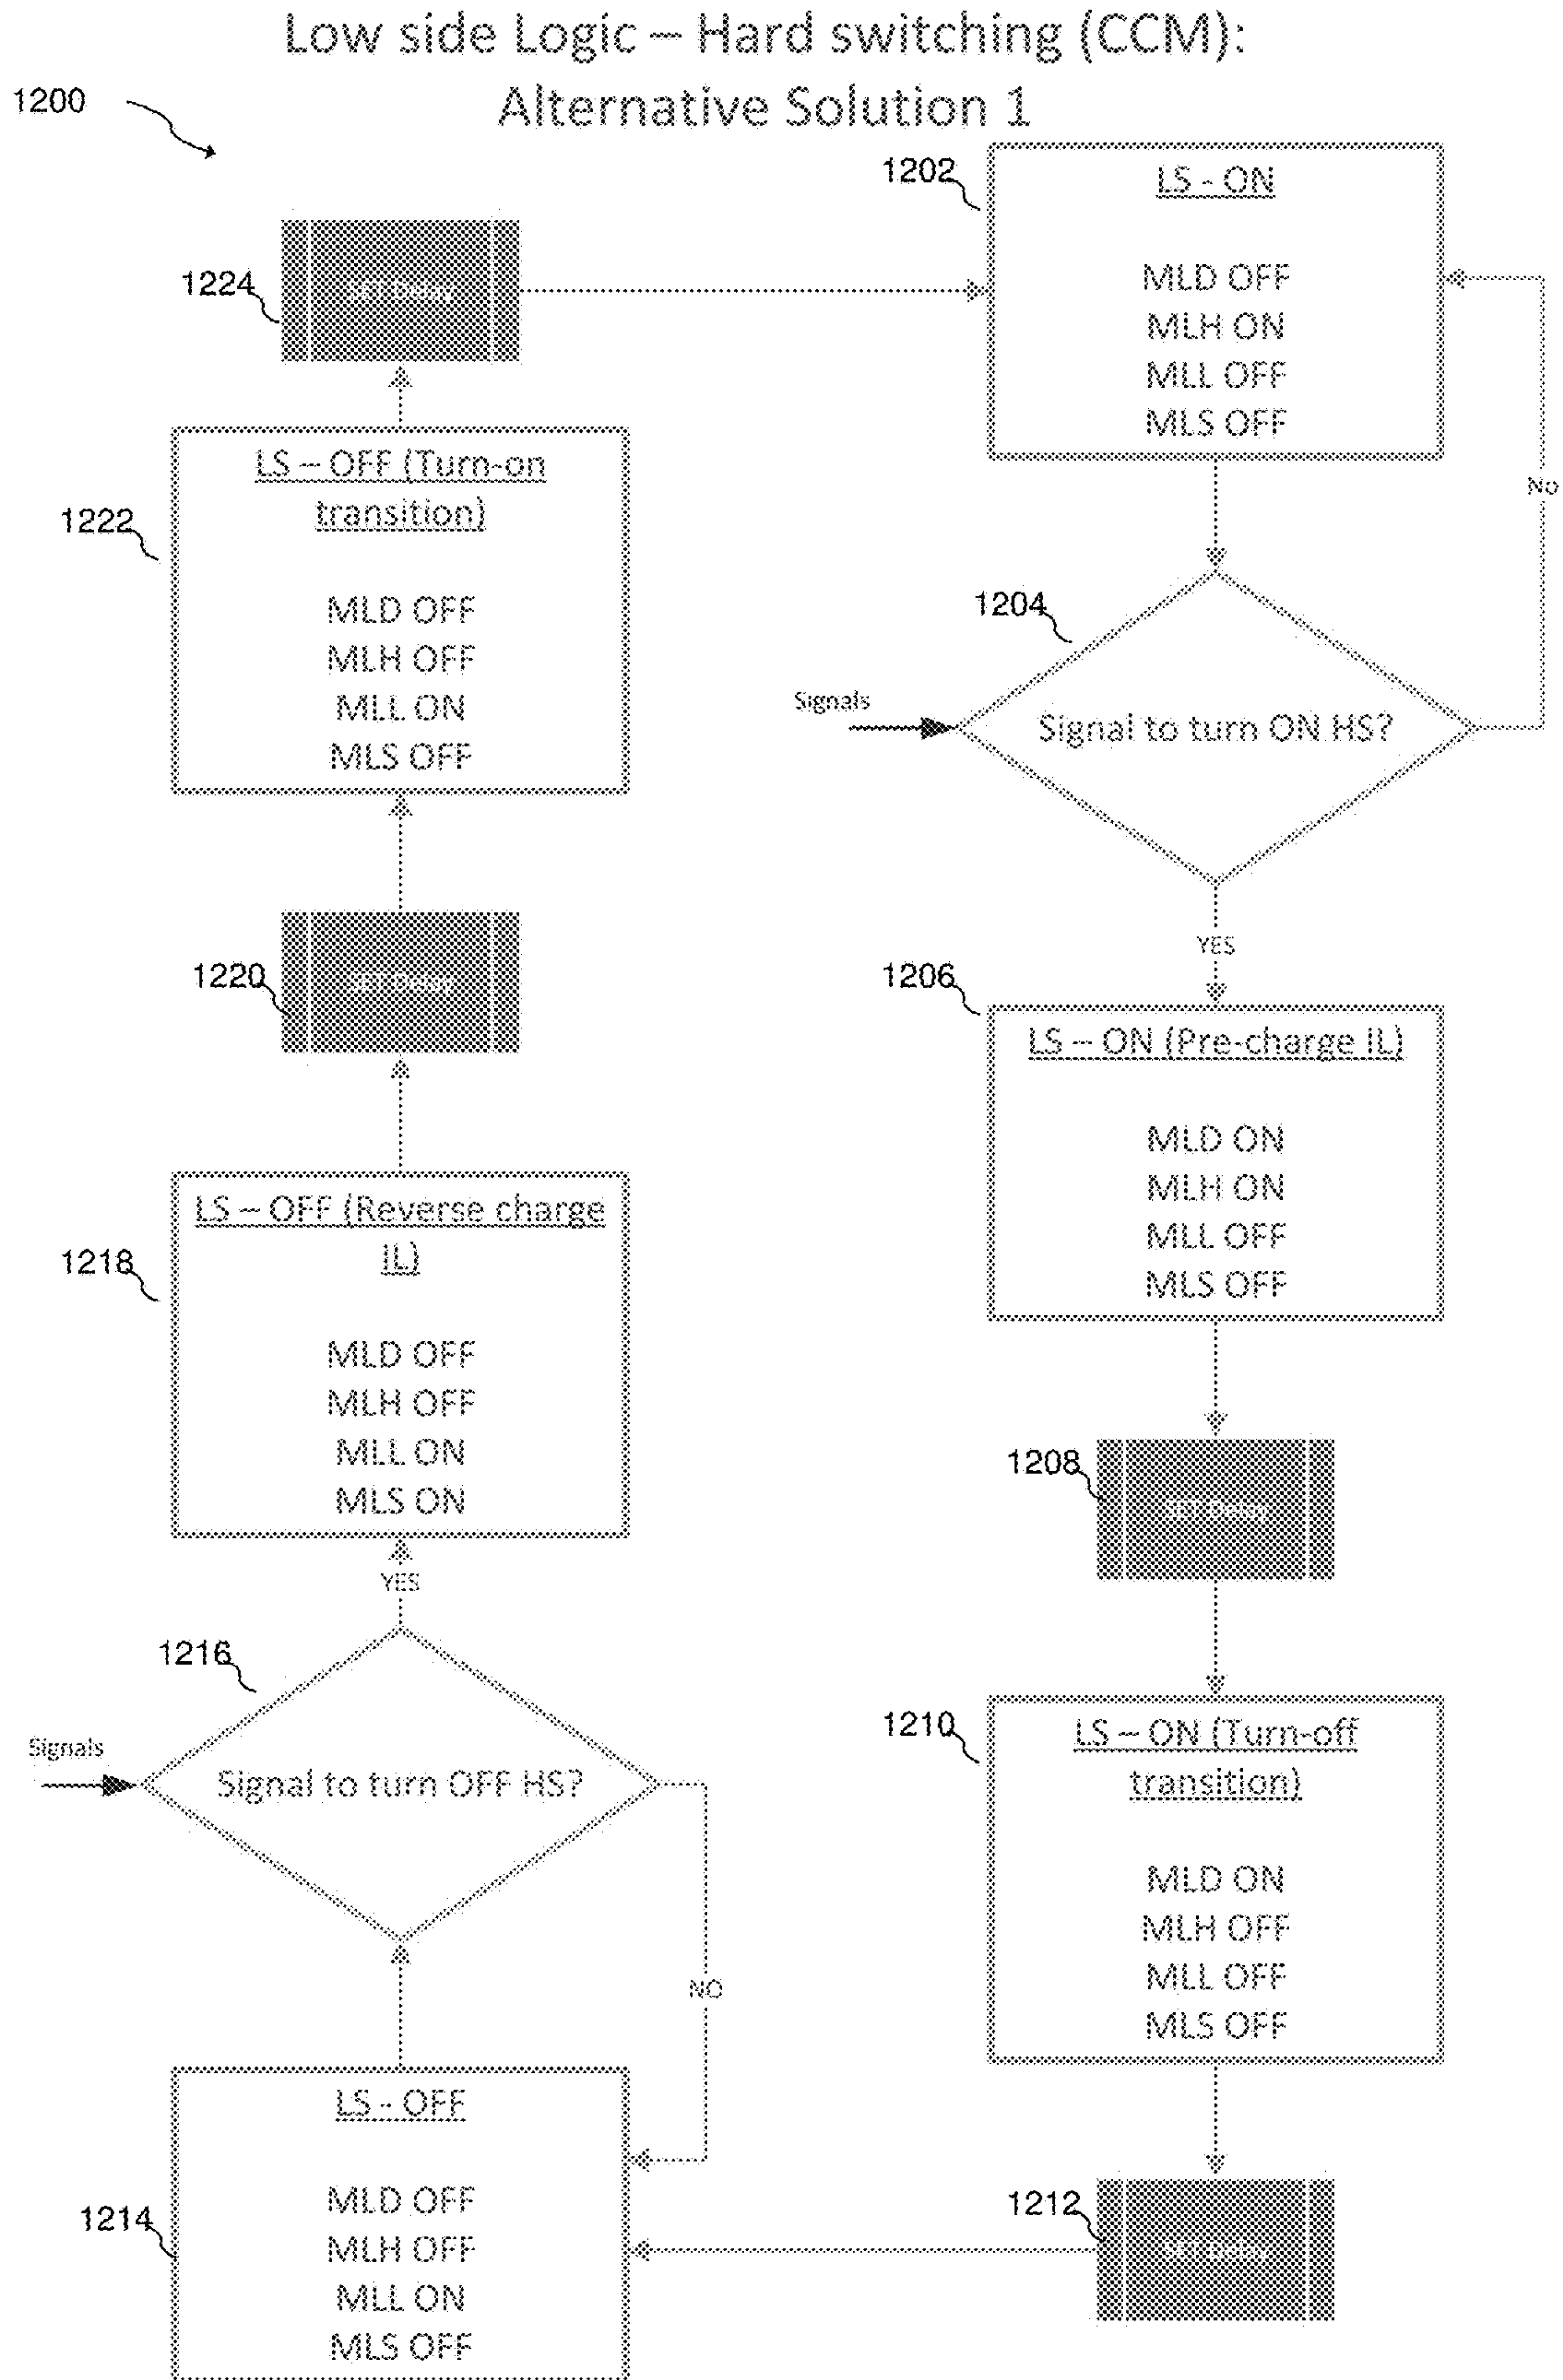 Low side Logic – Hard switching (CCM):
Alternative Solution 1
1200
1202
LS - ON
MLD OFF
MLH ON
MLL OFF
MLS OFF
No
1204
Signals
Signal to turn ON HS?
YES
1206
LS – ON (Pre-charge IL)
MLD ON
MLH ON
MLL OFF
MLS OFF
1208
Delay
1210
LS – ON (Turn-off
transition)
MLD ON
MLH OFF
MLL OFF
MLS OFF
1212
Delay
1214
LS - OFF
MLD OFF
MLH OFF
MLL ON
MLS OFF
1216
Signals
Signal to turn OFF HS?
NO
YES
1218
LS – OFF (Reverse charge
IL)
MLD OFF
MLH OFF
MLL ON
MLS ON
1220
Delay
1222
LS – OFF (Turn-on
transition)
MLD OFF
MLH OFF
MLL ON
MLS OFF
1224
Delay